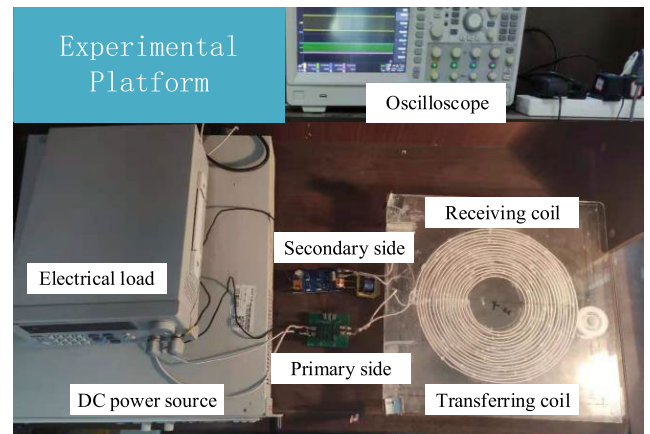 Experimental
Platform
Oscilloscope
Receiving coil
Secondary side
Electrical load
Primary side
DC power source
Transferring coil